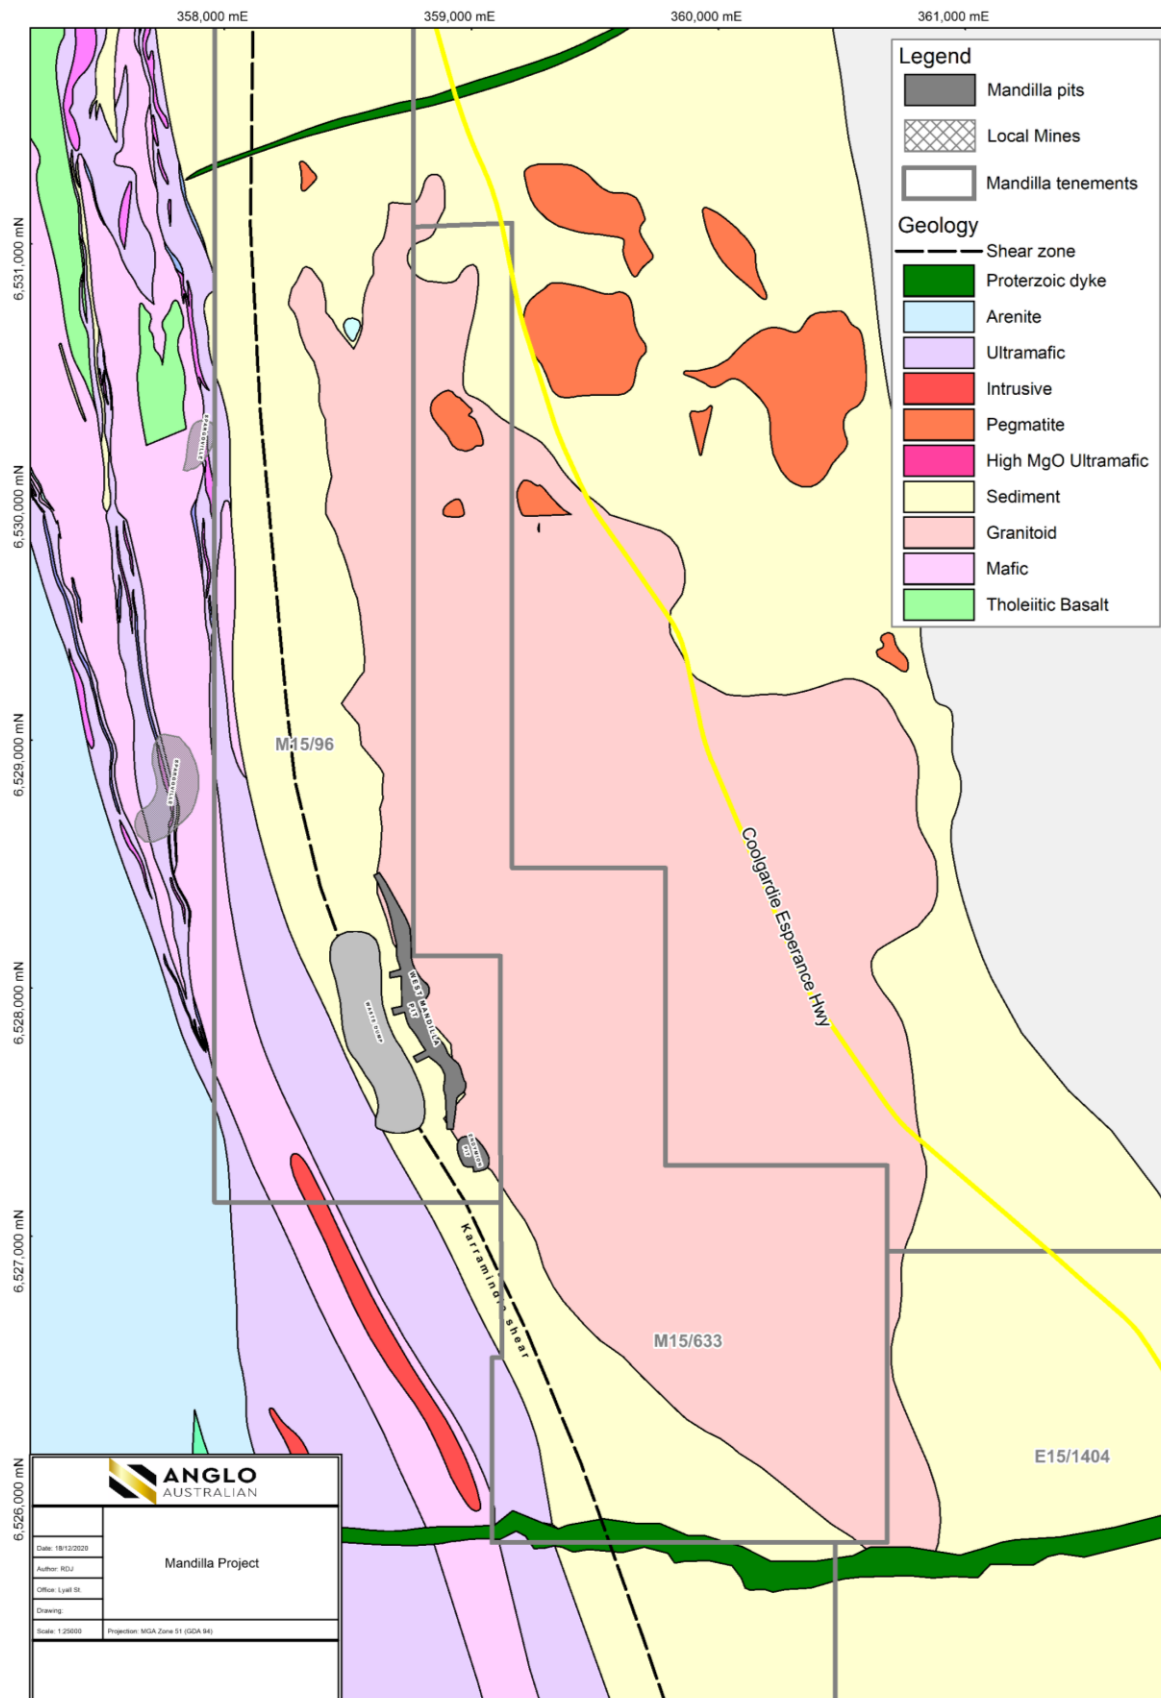 358,000 mE
359,000 mE
360,000 mE
361,000 mE
6,531,000 mN
6,530,000 mN
6,529,000 mN
6,528,000 mN
6,527,000 mN
6,526,000 mN
Legend
Mandilla pits
Local Mines
Mandilla tenements
Geology
Shear zone
Proterzoic dyke
Arenite
Ultramafic
Intrusive
Pegmatite
High MgO Ultramafic
Sediment
Granitoid
Mafic
Tholeiitic Basalt
SPARGOVILLE
SPARGOVILLE
M15/96
Coolgardie Esperance Hwy
WASTE DUMP
WEST MANDILLA
PIT
PIT
Karramindie shear
M15/633
E15/1404
ANGLO
AUSTRALIAN
Mandilla Project
Date: 18/12/2020
Author: RDJ
Office: Lyall St.
Drawing:
Scale: 1:25000
Projection: MGA Zone 51 (GDA 94)